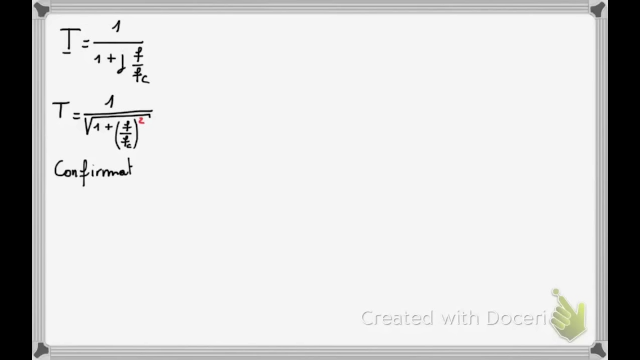 T = 1 / (1 + j f/fc)
T = 1 / √(1 + (f/fc)²)
Confirmat
Created with Doceri